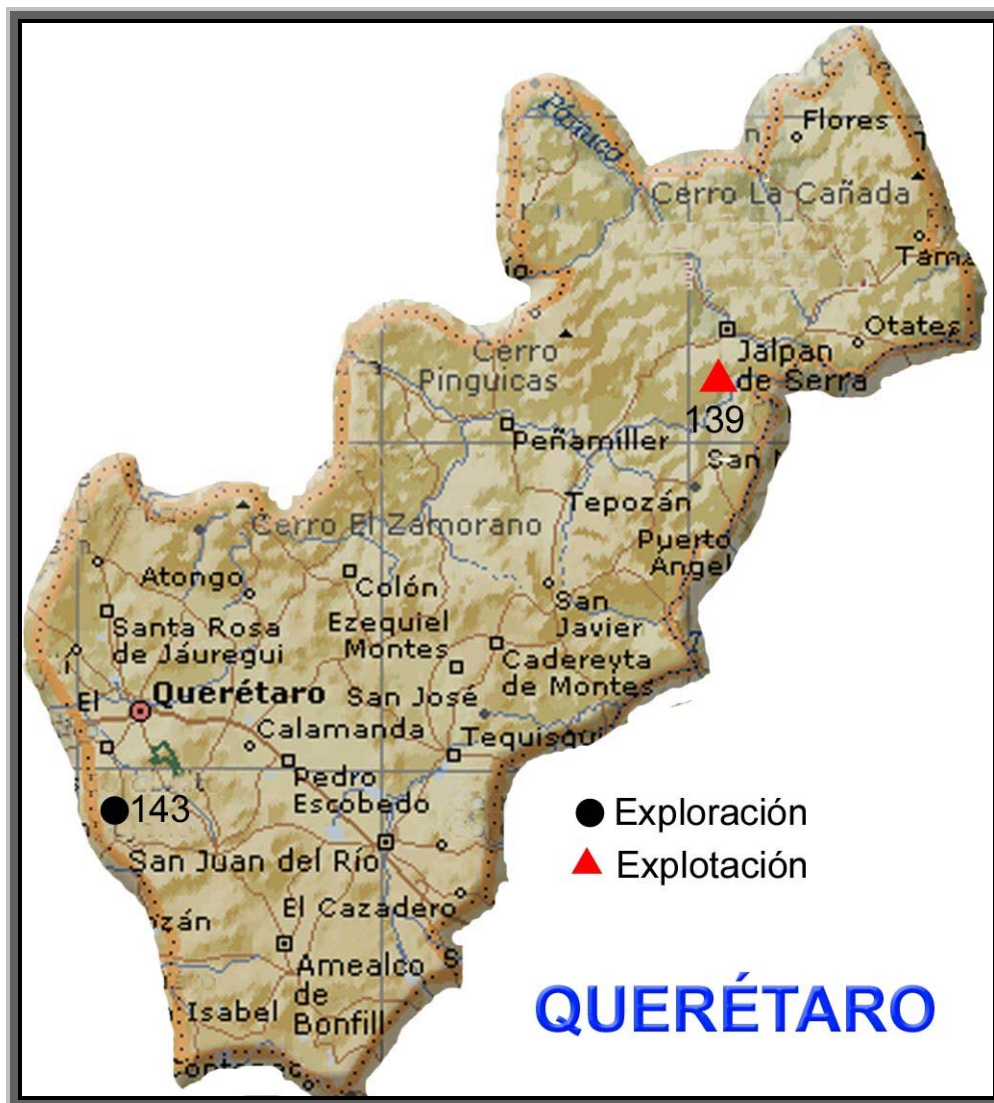 Pánuco
Flores
Cerro La Cañada
Otates
Jalpan
de Serra
139
Cerro
Pinguicas
Peñamiller
San
Tepozán
Puerto
Angel
Cerro El Zamorano
Atongo
Colón
San
Javier
Ezequiel
Montes
Santa Rosa
de Jáuregui
Cadereyta
de Montes
El
Querétaro
San José
Calamanda
Tequisqui
Pedro
Escobedo
143
Exploración
San Juan del Río
Explotación
zán
El Cazadero
Amealco
de
Bonfill
Isabel
QUERÉTARO